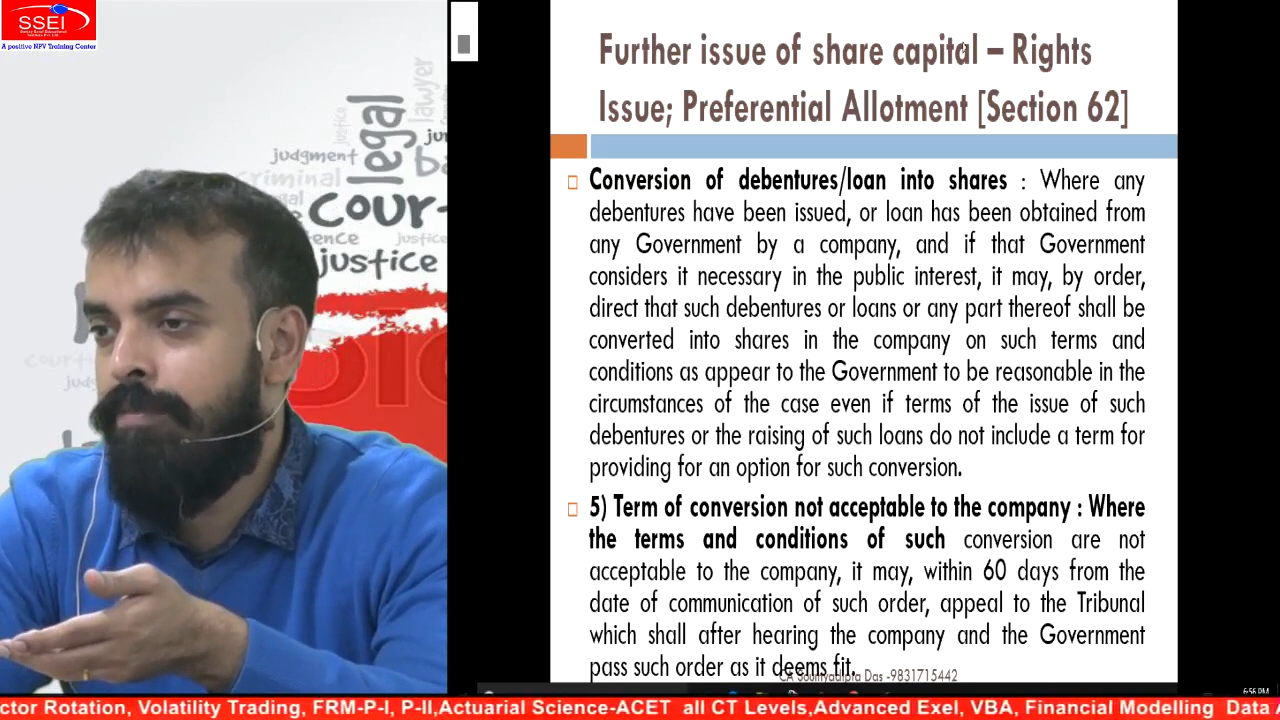 SSEI
A positive NPV Training Center
justice
lawyer
legal
judgment
criminal
cour
justice
justice
Further issue of share capital – Rights
Issue; Preferential Allotment [Section 62]
Conversion of debentures/loan into shares : Where any
debentures have been issued, or loan has been obtained from
any Government by a company, and if that Government
considers it necessary in the public interest, it may, by order,
direct that such debentures or loans or any part thereof shall be
converted into shares in the company on such terms and
conditions as appear to the Government to be reasonable in the
circumstances of the case even if terms of the issue of such
debentures or the raising of such loans do not include a term for
providing for an option for such conversion.
5) Term of conversion not acceptable to the company : Where
the terms and conditions of such conversion are not
acceptable to the company, it may, within 60 days from the
date of communication of such order, appeal to the Tribunal
which shall after hearing the company and the Government
pass such order as it deems fit.
CA Soumyadipra Das -9831715442
6:56 PM
ctor Rotation, Volatility Trading, FRM-P-I, P-II,Actuarial Science-ACET all CT Levels,Advanced Exel, VBA, Financial Modelling Data A